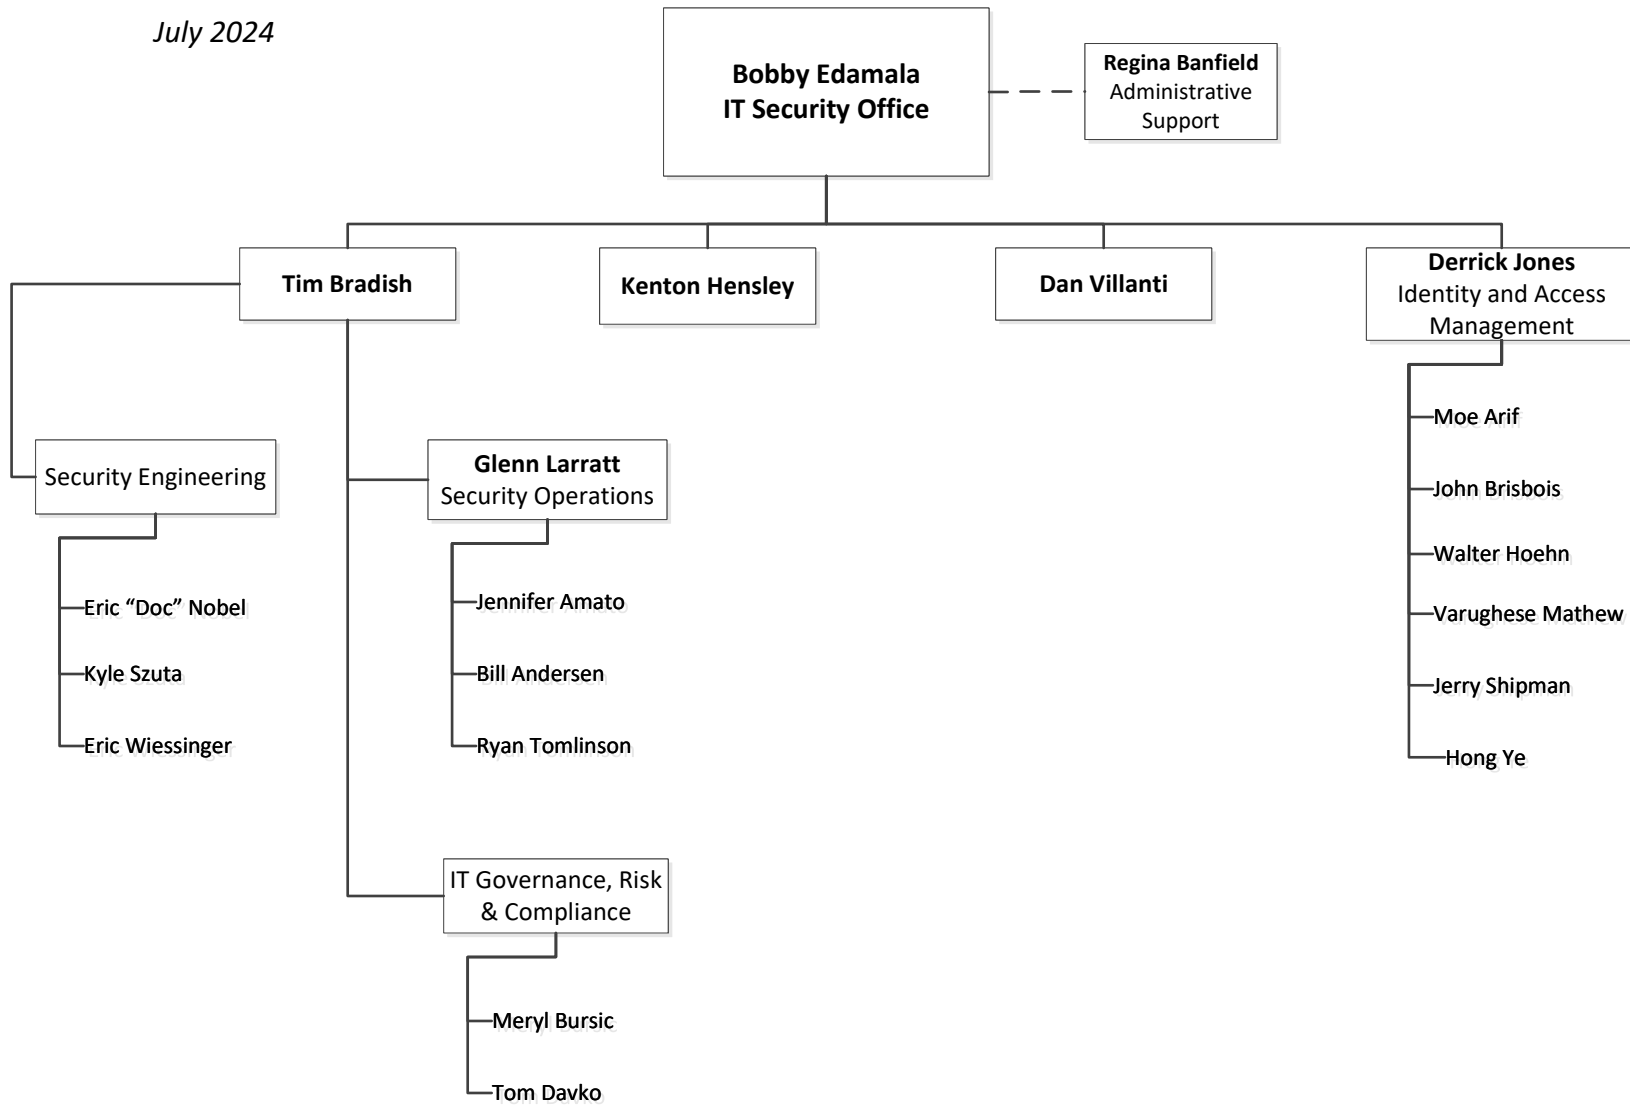 July 2024
Bobby Edamala
IT Security Office
Regina Banfield
Administrative
Support
Tim Bradish
Kenton Hensley
Dan Villanti
Derrick Jones
Identity and Access
Management
Security Engineering
Eric “Doc” Nobel
Kyle Szuta
Eric Wiessinger
Glenn Larratt
Security Operations
Jennifer Amato
Bill Andersen
Ryan Tomlinson
IT Governance, Risk
& Compliance
Meryl Bursic
Tom Davko
Moe Arif
John Brisbois
Walter Hoehn
Varughese Mathew
Jerry Shipman
Hong Ye